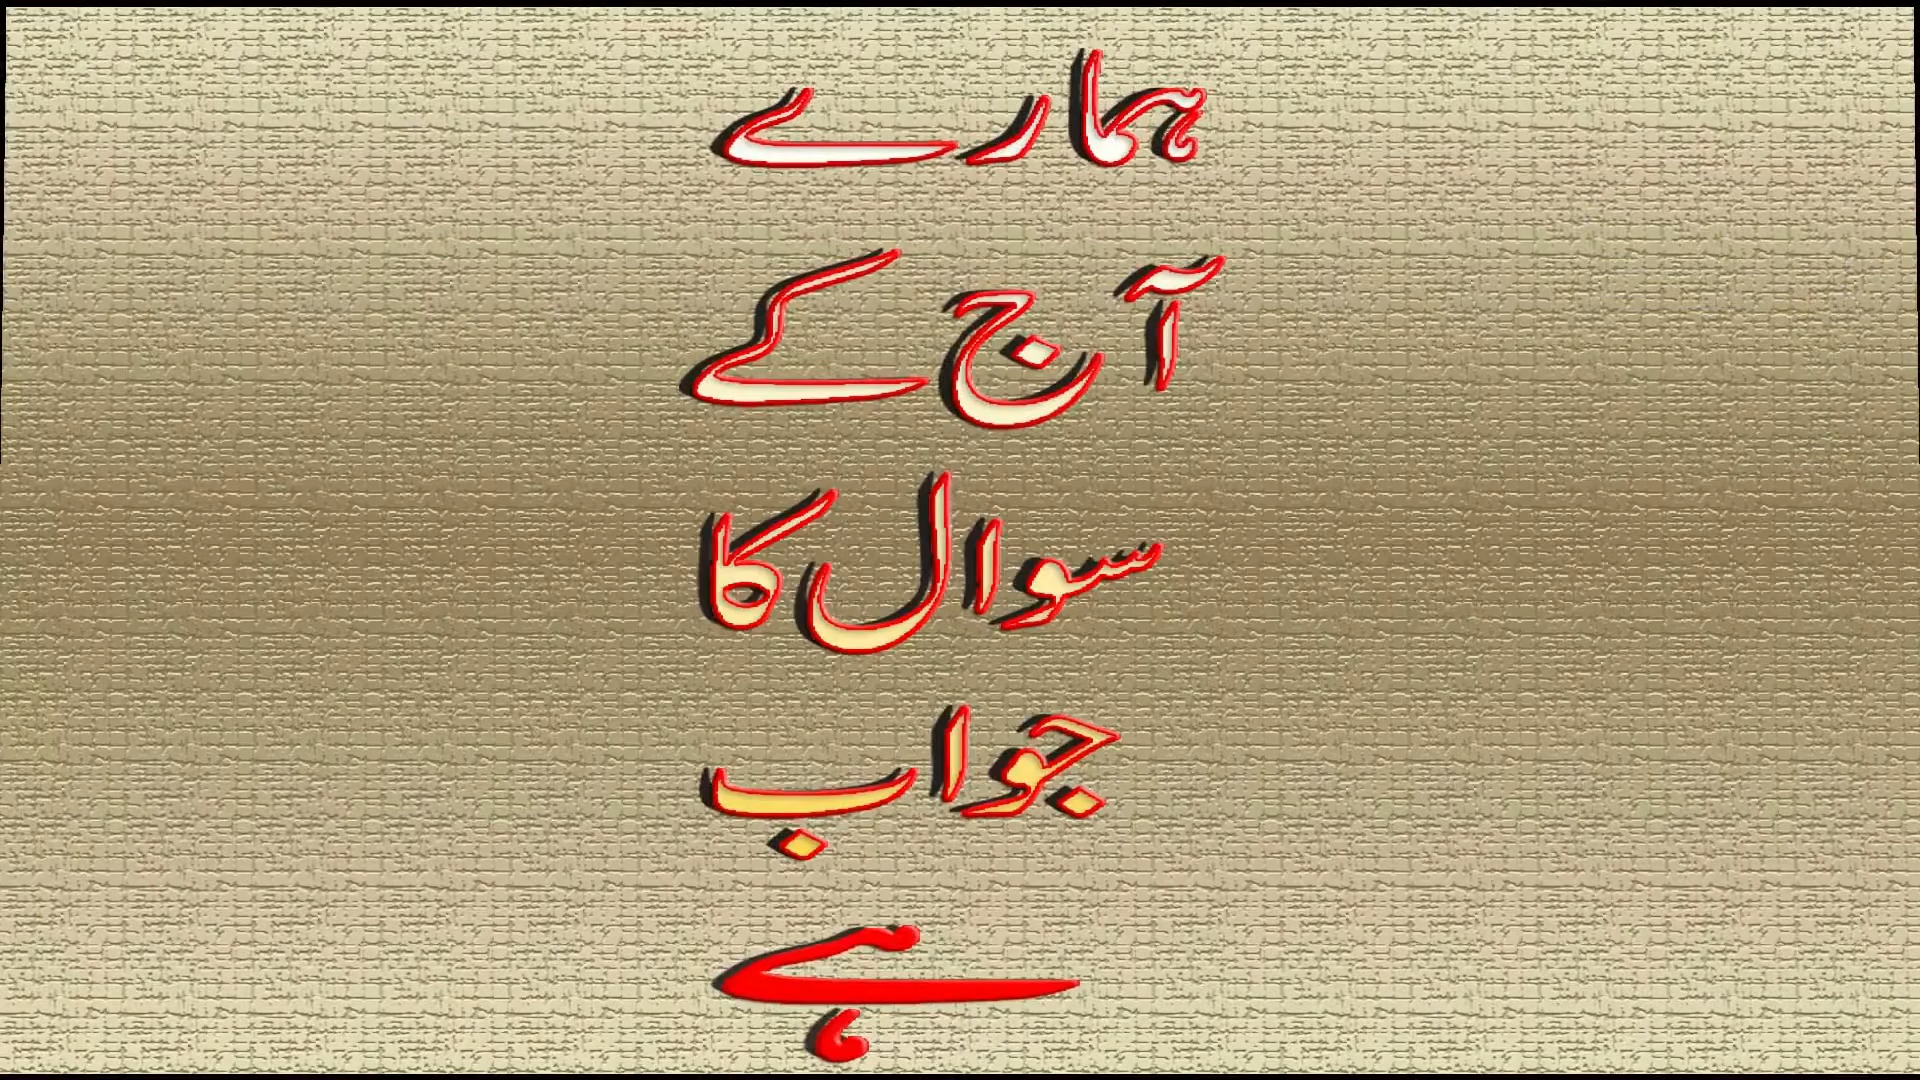 ہمارے
آج کے
سوال کا
جواب
ہے